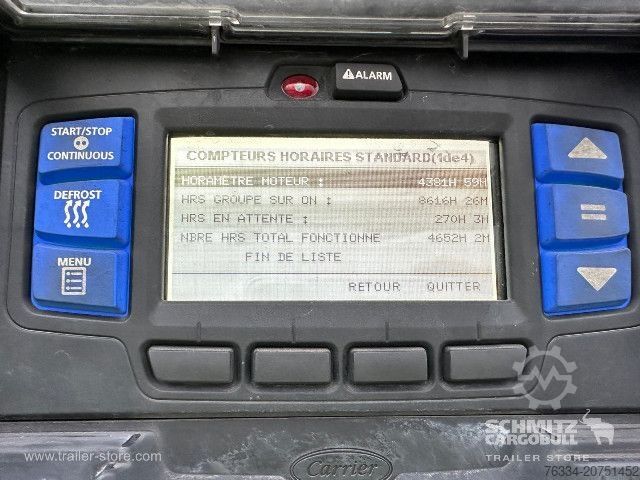 ALARM
START/STOP
CONTINUOUS
DEFROST
MENU
COMPTEURS HORAIRES STANDARD(1de4)
HORAMETRE MOTEUR : 4381H 59M
HRS GROUPE SUR ON : 8616H 26M
HRS EN ATTENTE : 270H 3M
NBRE HRS TOTAL FONCTIONNE 4652H 2M
FIN DE LISTE
RETOUR QUITTER
SCHMITZ
CARGOBULL
TRAILER STORE
www.trailer-store.com
Carrier
76334-20751452